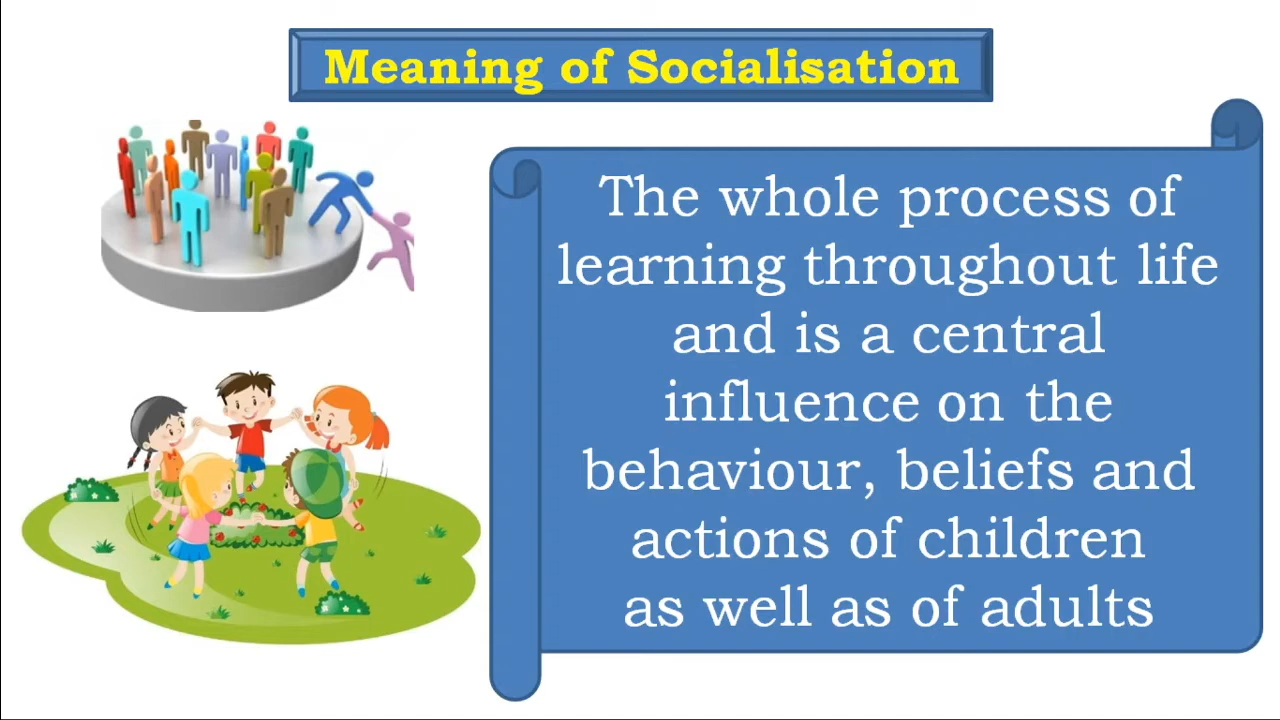 Meaning of Socialisation
The whole process of
learning throughout life
and is a central
influence on the
behaviour, beliefs and
actions of children
as well as of adults